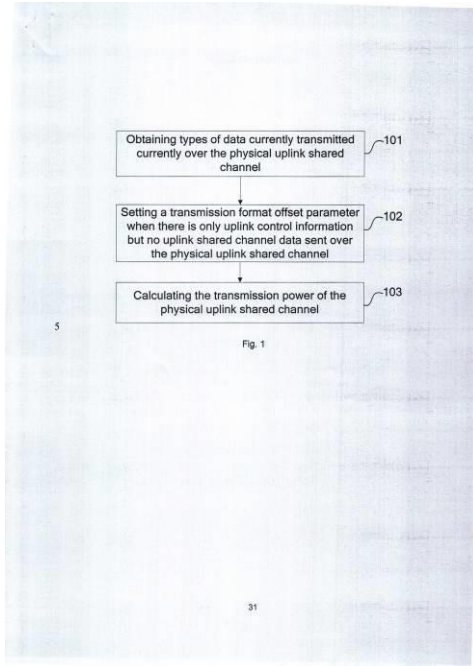 Obtaining types of data currently transmitted
currently over the physical uplink shared
channel
101
Setting a transmission format offset parameter
when there is only uplink control information
but no uplink shared channel data sent over
the physical uplink shared channel
102
Calculating the transmission power of the
physical uplink shared channel
103
5
Fig. 1
31